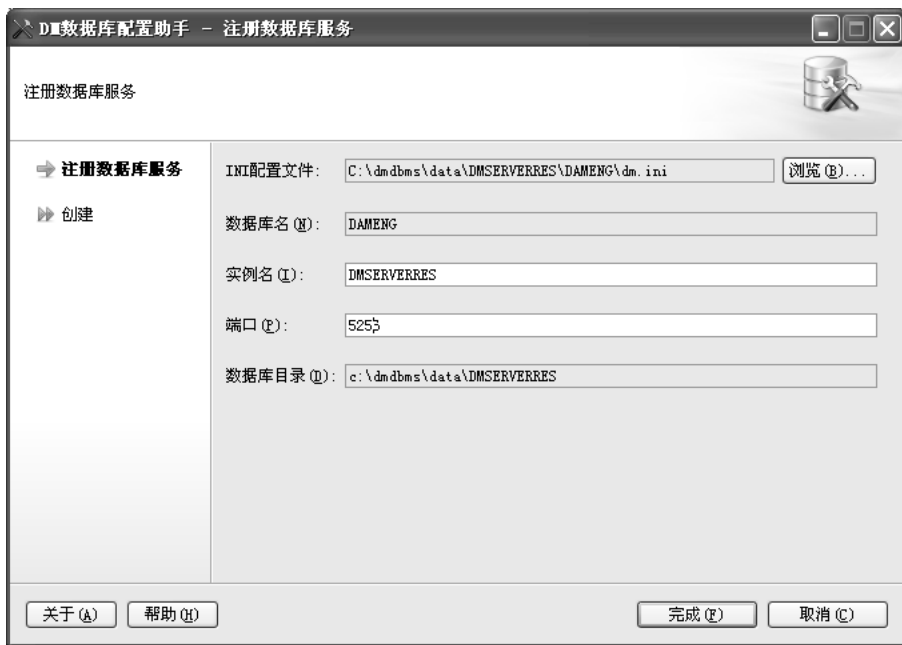 DM数据库配置助手 - 注册数据库服务
注册数据库服务
注册数据库服务
创建
INI配置文件: C:\dmdbms\data\DMSERVERRES\DAMENG\dm.ini 浏览(B)...
数据库名(N): DAMENG
实例名(I): DMSERVERRES
端口(P):
数据库目录(D): c:\dmdbms\data\DMSERVERRES
关于(A) 帮助(H) 完成(F) 取消(C)